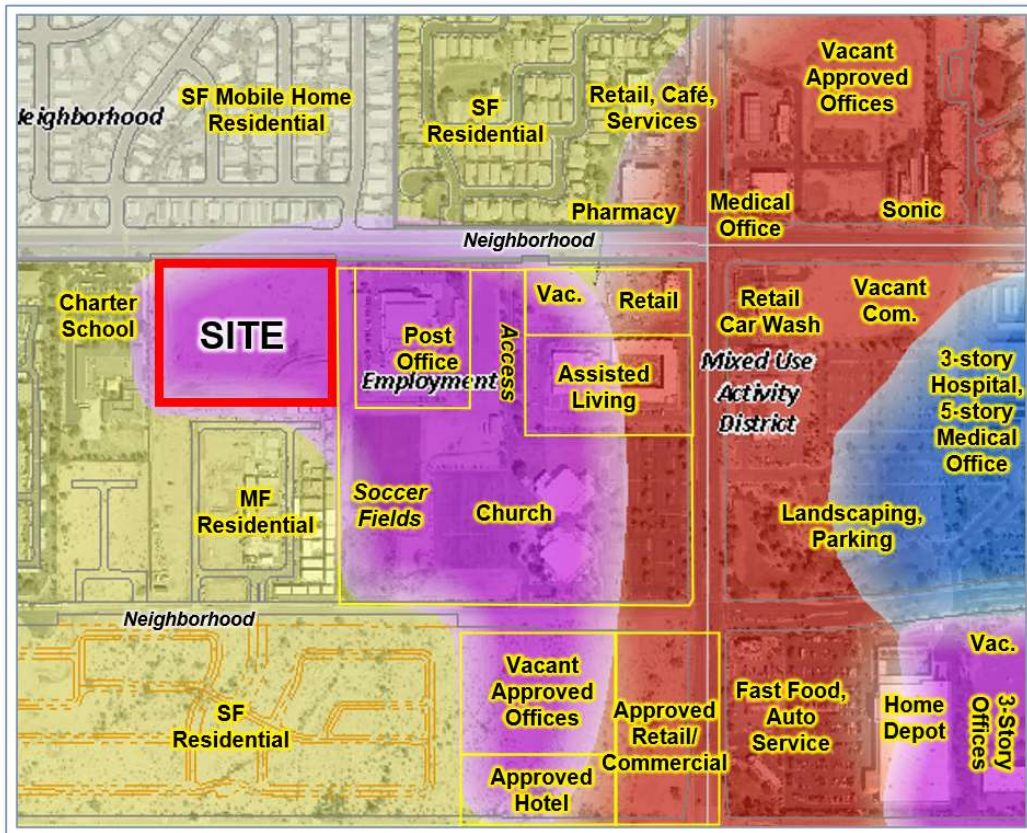 Vacant
Approved
Offices
SF Mobile Home
Residential
leighborhood
SF
Residential
Retail, Café,
Services
Pharmacy
Medical
Office
Sonic
Neighborhood
Charter
School
SITE
Post
Office
Employment
Access
Vac.
Retail
Assisted
Living
Retail
Car Wash
Vacant
Com.
Mixed Use
Activity
District
3-story
Hospital,
5-story
Medical
Office
MF
Residential
Soccer
Fields
Church
Landscaping,
Parking
Neighborhood
SF
Residential
Vacant
Approved
Offices
Approved
Hotel
Approved
Retail/
Commercial
Fast Food,
Auto
Service
Home
Depot
Vac.
3-Story
Offices